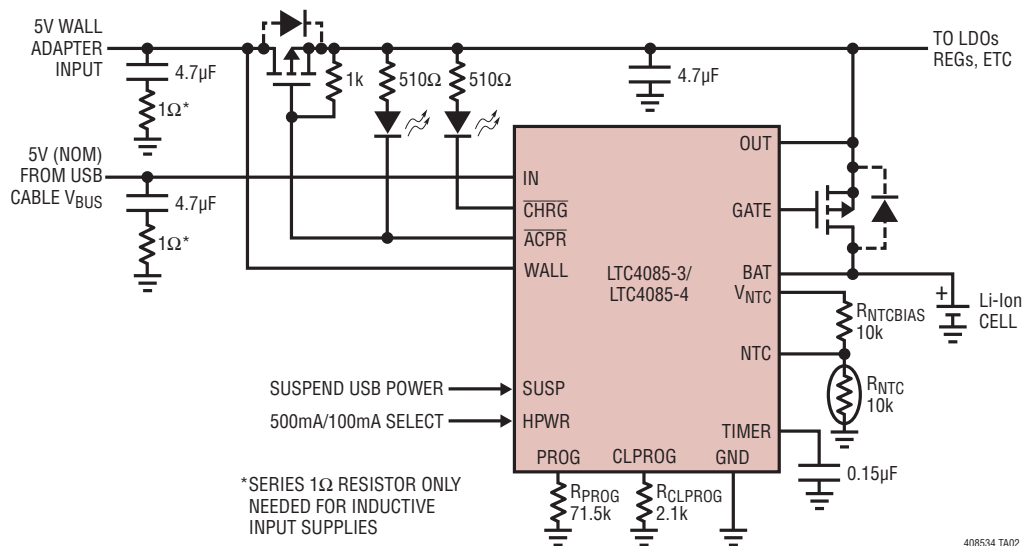 5V WALL
ADAPTER
INPUT
4.7µF
1Ω*
1k
510Ω
510Ω
4.7µF
TO LDOs
REGs, ETC
5V (NOM)
FROM USB
CABLE VBUS
4.7µF
1Ω*
IN
CHRG
ACPR
WALL
OUT
GATE
BAT
VNTC
NTC
TIMER
LTC4085-3/
LTC4085-4
RNTCBIAS
10k
+
Li-Ion
CELL
RNTC
10k
SUSPEND USB POWER
SUSP
500mA/100mA SELECT
HPWR
PROG
CLPROG
GND
0.15µF
RPROG
71.5k
RCLPROG
2.1k
*SERIES 1Ω RESISTOR ONLY
NEEDED FOR INDUCTIVE
INPUT SUPPLIES
408534 TA02